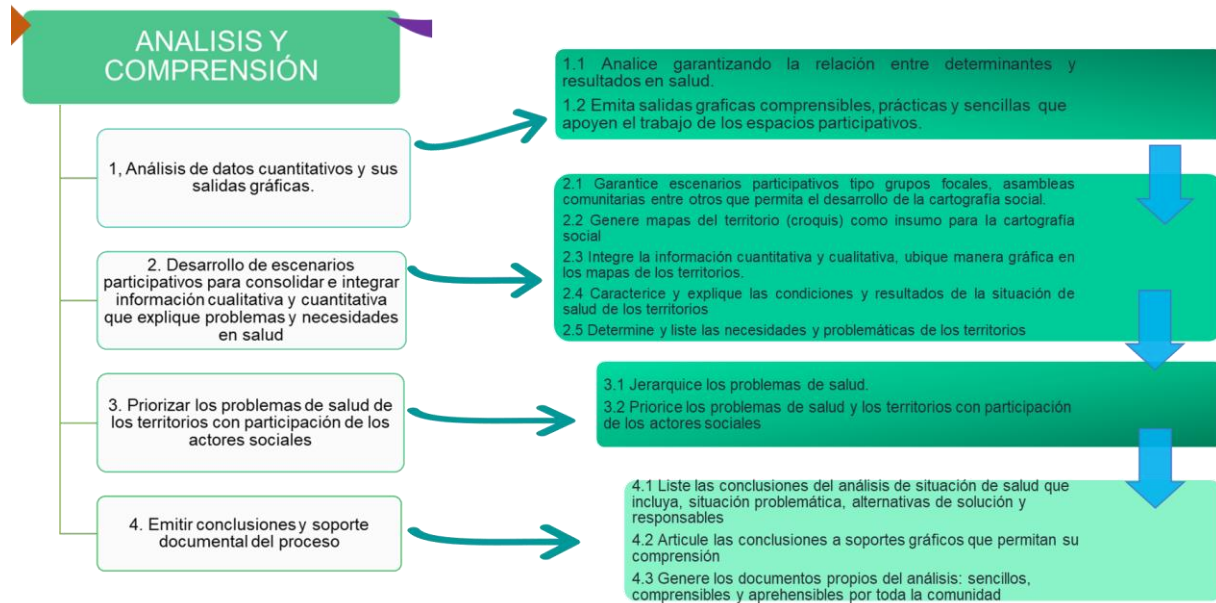 ANALISIS Y
COMPRENSIÓN
1, Análisis de datos cuantitativos y sus
salidas gráficas.
1.1 Analice garantizando la relación entre determinantes y
resultados en salud.
1.2 Emita salidas graficas comprensibles, prácticas y sencillas que
apoyen el trabajo de los espacios participativos.
2. Desarrollo de escenarios
participativos para consolidar e integrar
información cualitativa y cuantitativa
que explique problemas y necesidades
en salud
2.1 Garantice escenarios participativos tipo grupos focales, asambleas
comunitarias entre otros que permita el desarrollo de la cartografía social.
2.2 Genere mapas del territorio (croquis) como insumo para la cartografía
social
2.3 Integre la información cuantitativa y cualitativa, ubique manera gráfica en
los mapas de los territorios.
2.4 Caracterice y explique las condiciones y resultados de la situación de
salud de los territorios
2.5 Determine y liste las necesidades y problemáticas de los territorios
3. Priorizar los problemas de salud de
los territorios con participación de los
actores sociales
3.1 Jerarquice los problemas de salud.
3.2 Priorice los problemas de salud y los territorios con participación
de los actores sociales
4. Emitir conclusiones y soporte
documental del proceso
4.1 Liste las conclusiones del análisis de situación de salud que
incluya, situación problemática, alternativas de solución y
responsables
4.2 Articule las conclusiones a soportes gráficos que permitan su
comprensión
4.3 Genere los documentos propios del análisis: sencillos,
comprensibles y aprehensibles por toda la comunidad